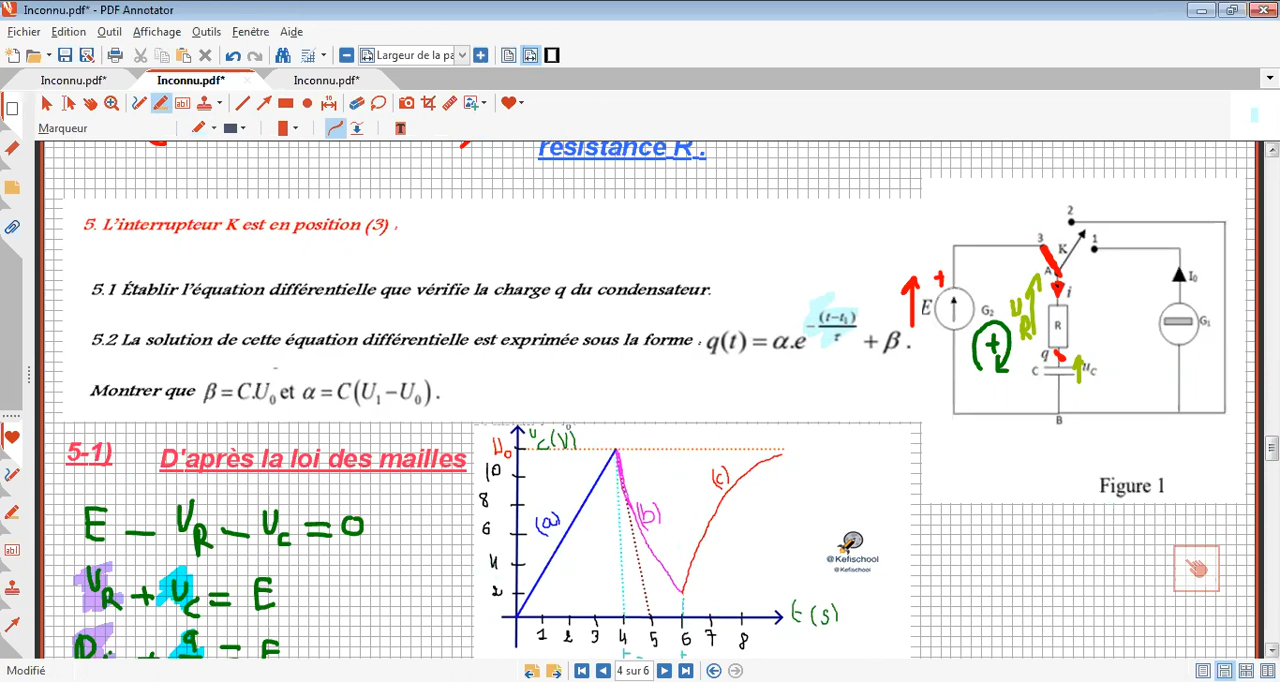 Inconnu.pdf* - PDF Annotator
Fichier Edition Outil Affichage Outils Fenêtre Aide
Largeur de la pa
Inconnu.pdf* Inconnu.pdf* Inconnu.pdf*
Marqueur
résistance R .
5. L'interrupteur K est en position (3) :
5.1 Établir l'équation différentielle que vérifie la charge q du condensateur.
5.2 La solution de cette équation différentielle est exprimée sous la forme : q(t) = α.e^(-(t-t₁)/τ) + β .
Montrer que β = C.U₀ et α = C(U₁ - U₀).
2
3
K
1
A
I₀
i
+
E
G₂
U_R
R
G₁
+
q
C
u_C
B
Figure 1
5-1) D'après la loi des mailles
E - U_R - U_C = 0
U_R + U_C = E
U_C(V)
U₀
10
8
6
4
2
(a)
(b)
(c)
1 2 3 4 5 6 7 8
t(s)
@Kefischool
@Kefischool
Modifié
4 sur 6